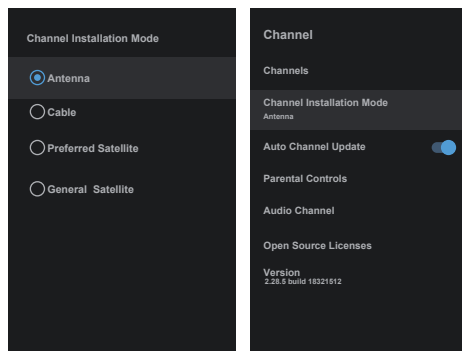 Channel Installation Mode
Antenna
Cable
Preferred Satellite
General Satellite
Channel
Channels
Channel Installation Mode
Antenna
Auto Channel Update
Parental Controls
Audio Channel
Open Source Licenses
Version
2.28.5 build 18321512